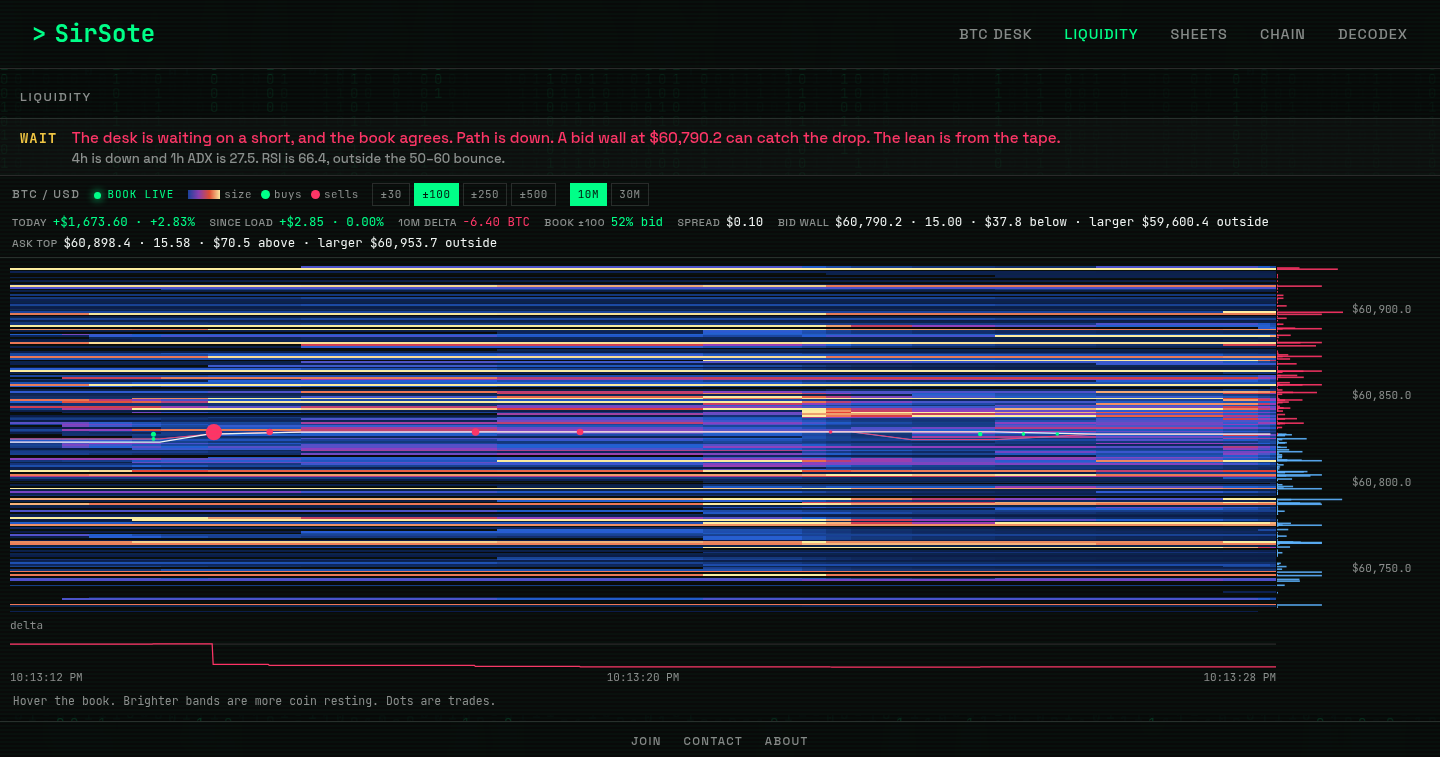 > SirSote
BTC DESK LIQUIDITY SHEETS CHAIN DECODEX
LIQUIDITY
WAIT The desk is waiting on a short, and the book agrees. Path is down. A bid wall at $60,790.2 can catch the drop. The lean is from the tape.
4h is down and 1h ADX is 27.5. RSI is 66.4, outside the 50–60 bounce.
BTC / USD BOOK LIVE size buys sells ±30 ±100 ±250 ±500 10M 30M
TODAY +$1,673.60 · +2.83% SINCE LOAD +$2.85 · 0.00% 10M DELTA -6.40 BTC BOOK ±100 52% bid SPREAD $0.10 BID WALL $60,790.2 · 15.00 · $37.8 below · larger $59,600.4 outside
ASK TOP $60,898.4 · 15.58 · $70.5 above · larger $60,953.7 outside
$60,900.0
$60,850.0
$60,800.0
$60,750.0
delta
10:13:12 PM 10:13:20 PM 10:13:28 PM
Hover the book. Brighter bands are more coin resting. Dots are trades.
JOIN CONTACT ABOUT